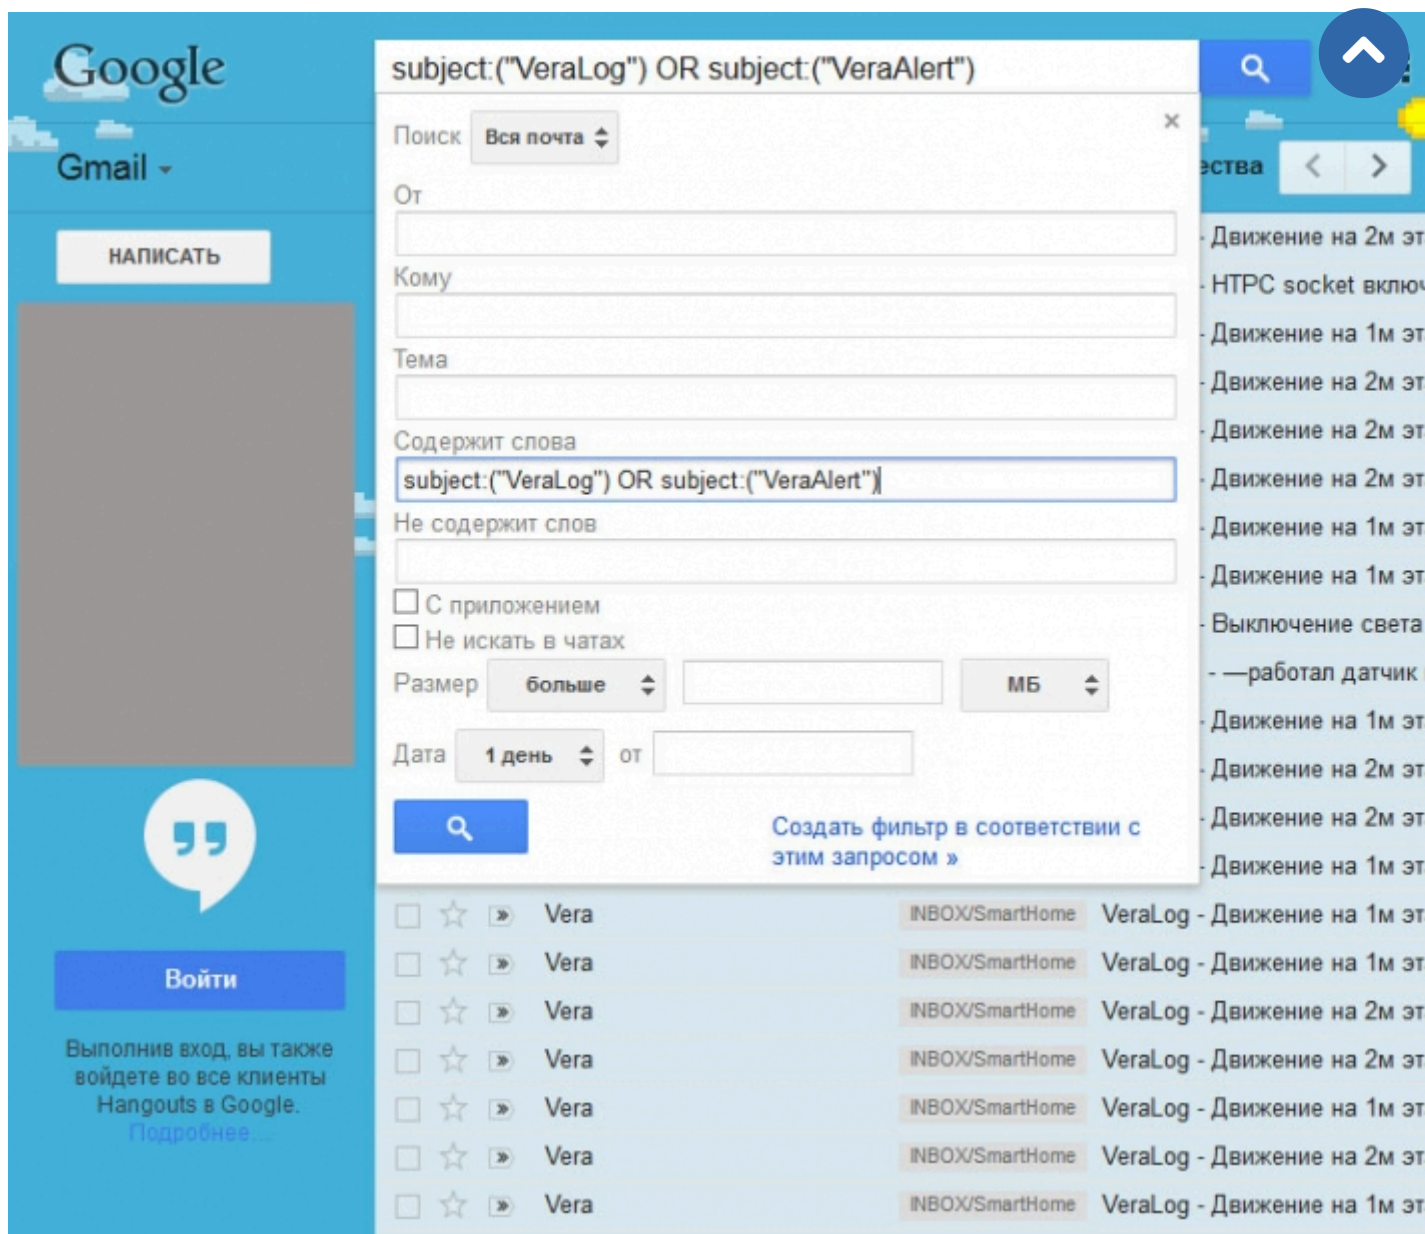 Google
subject:("VeraLog") OR subject:("VeraAlert")
Gmail
Поиск Вся почта
×
От
Кому
Тема
Содержит слова
subject:("VeraLog") OR subject:("VeraAlert")
Не содержит слов
С приложением
Не искать в чатах
Размер больше МБ
Дата 1 день от
Создать фильтр в соответствии с
этим запросом »
НАПИСАТЬ
Войти
Выполнив вход, вы также
войдете во все клиенты
Hangouts в Google.
Подробнее...
ества
- Движение на 2м эт
- HTPC socket включ
- Движение на 1м эт
- Движение на 2м эт
- Движение на 2м эт
- Движение на 2м эт
- Движение на 1м эт
- Движение на 1м эт
- Выключение света
- —работал датчик
- Движение на 1м эт
- Движение на 2м эт
- Движение на 2м эт
- Движение на 1м эт
Vera INBOX/SmartHome VeraLog - Движение на 1м эт
Vera INBOX/SmartHome VeraLog - Движение на 1м эт
Vera INBOX/SmartHome VeraLog - Движение на 2м эт
Vera INBOX/SmartHome VeraLog - Движение на 2м эт
Vera INBOX/SmartHome VeraLog - Движение на 1м эт
Vera INBOX/SmartHome VeraLog - Движение на 2м эт
Vera INBOX/SmartHome VeraLog - Движение на 1м эт